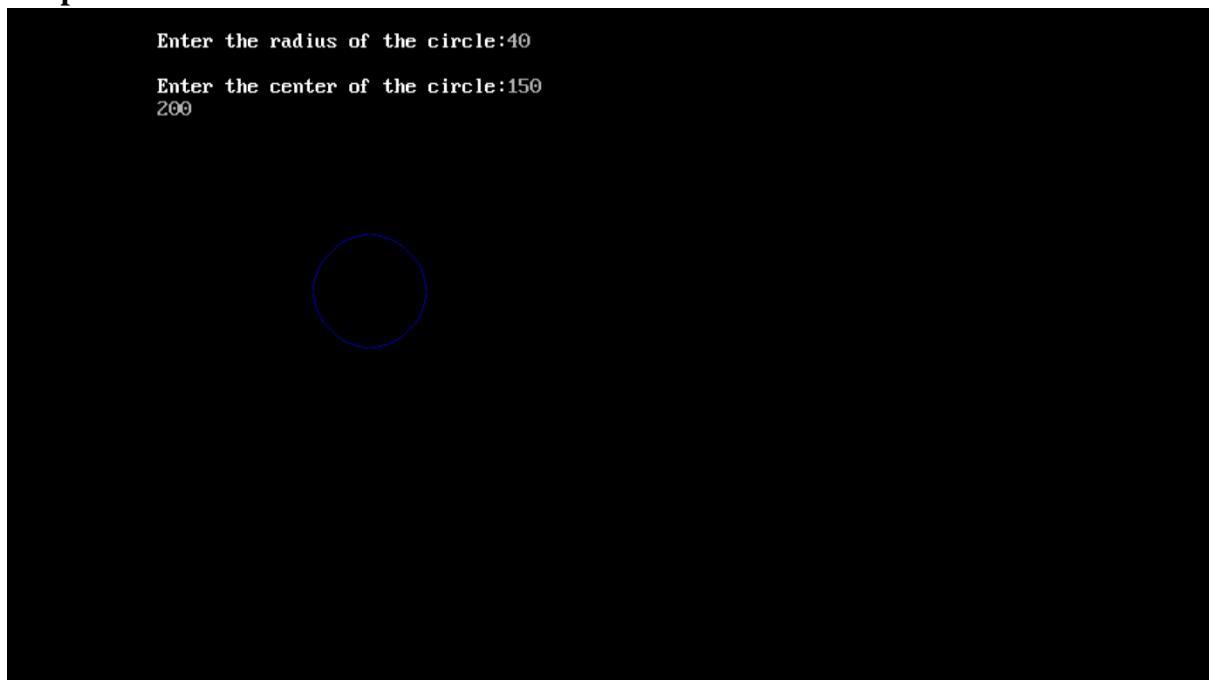 Enter the radius of the circle:40
Enter the center of the circle:150
200